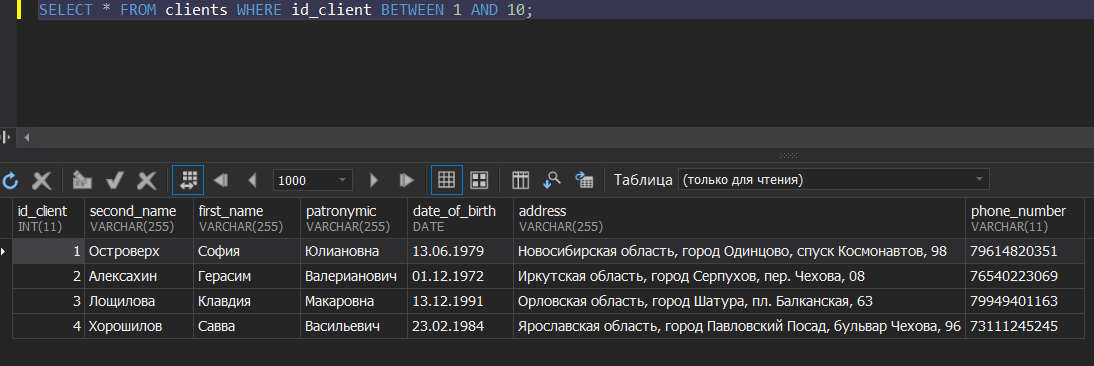 SELECT * FROM clients WHERE id_client BETWEEN 1 AND 10;
1000 Таблица (только для чтения)
id_client second_name first_name patronymic date_of_birth address phone_number
INT(11) VARCHAR(255) VARCHAR(255) VARCHAR(255) DATE VARCHAR(255) VARCHAR(11)
1 Островерх София Юлиановна 13.06.1979 Новосибирская область, город Одинцово, спуск Космонавтов, 98 79614820351
2 Алексахин Герасим Валерианович 01.12.1972 Иркутская область, город Серпухов, пер. Чехова, 08 76540223069
3 Лощилова Клавдия Макаровна 13.12.1991 Орловская область, город Шатура, пл. Балканская, 63 79949401163
4 Хорошилов Савва Васильевич 23.02.1984 Ярославская область, город Павловский Посад, бульвар Чехова, 96 73111245245